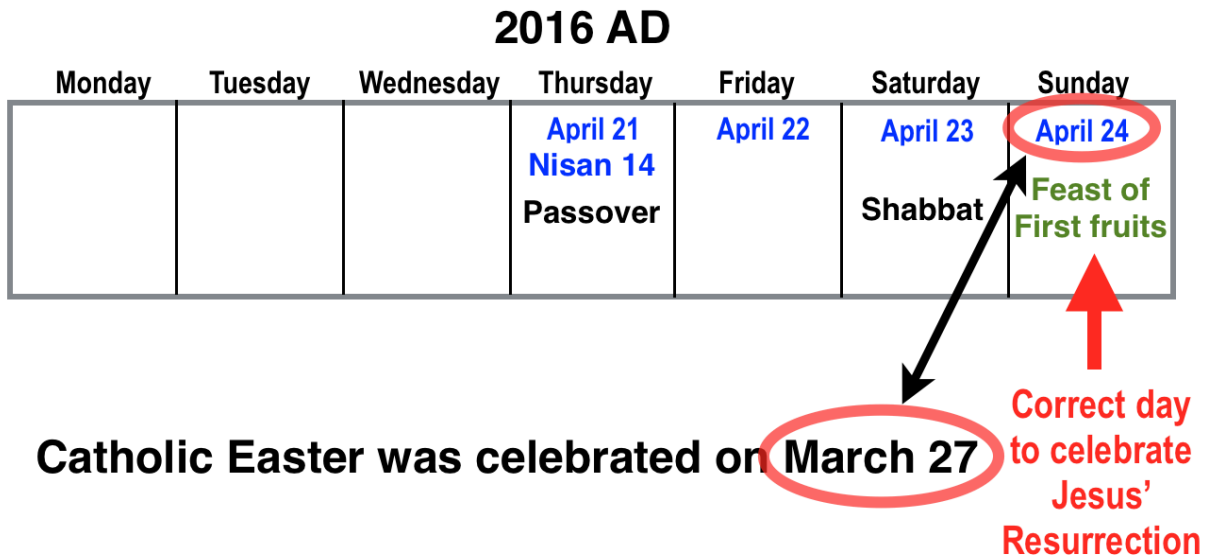 2016 AD
Monday Tuesday Wednesday Thursday Friday Saturday Sunday
April 21 April 22 April 23 April 24
Nisan 14
Passover Shabbat Feast of
First fruits
Catholic Easter was celebrated on March 27
Correct day
to celebrate
Jesus’
Resurrection